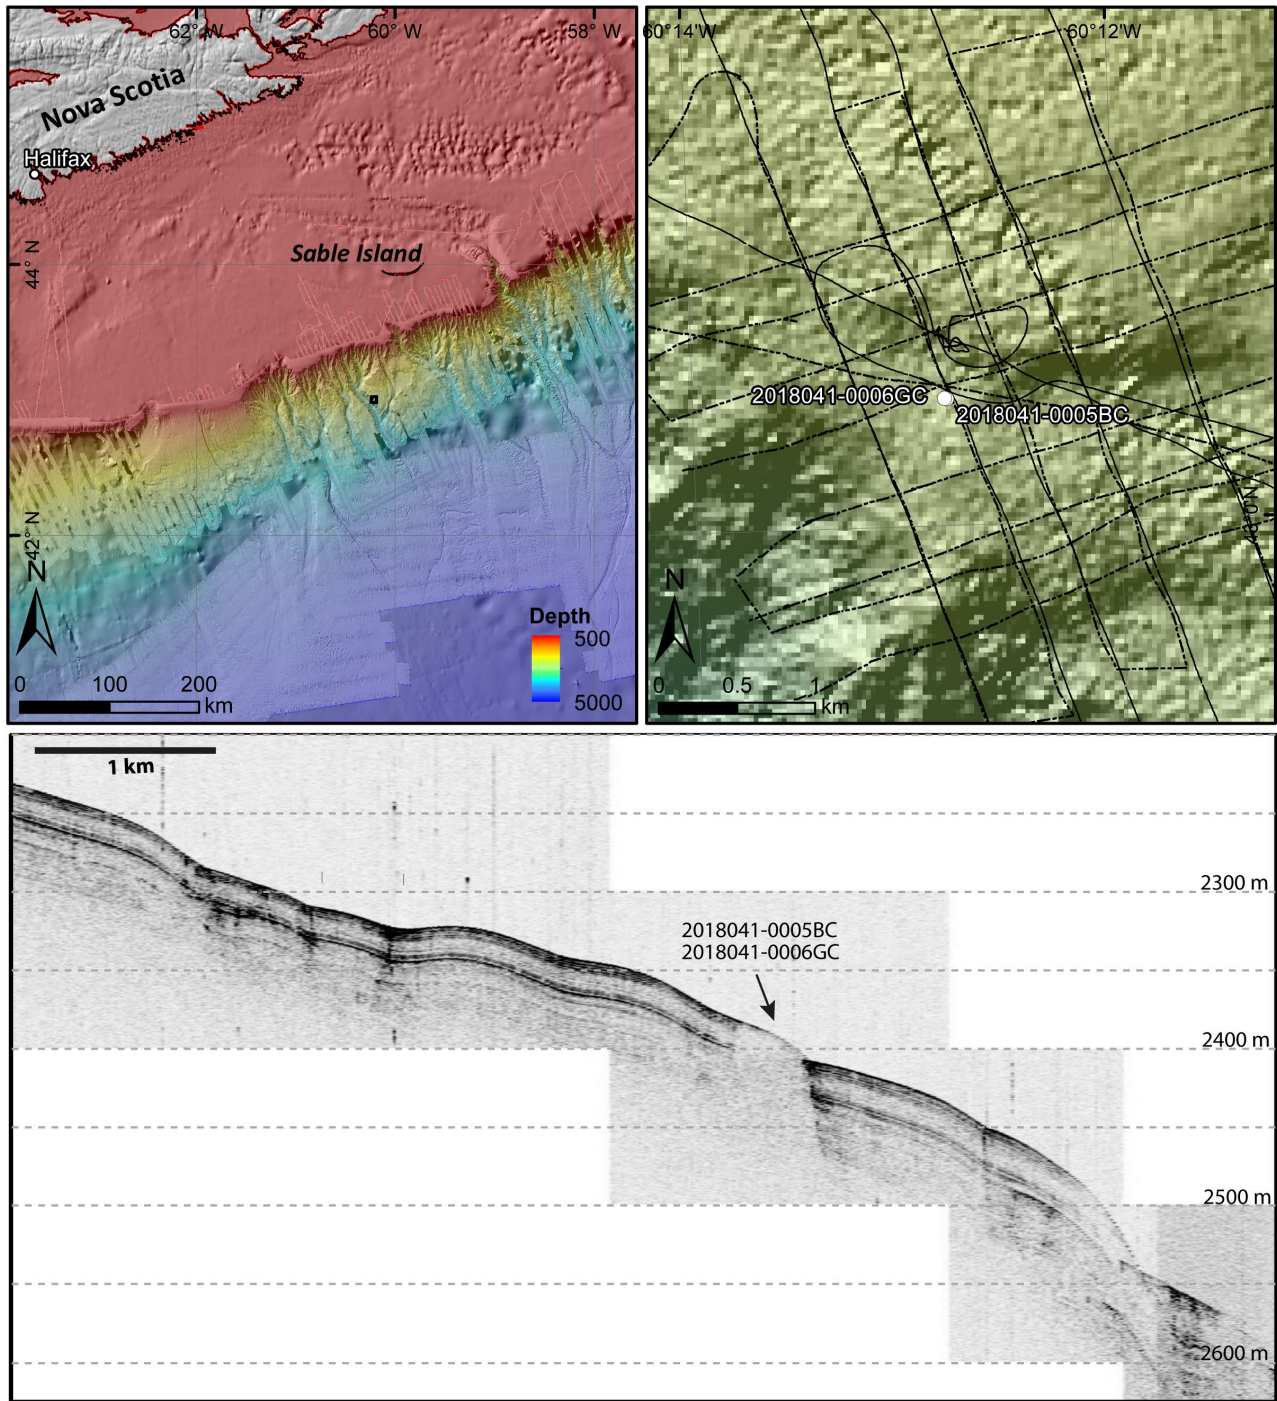 62° W
60° W
58° W
Nova Scotia
Halifax
Sable Island
44° N
42° N
N
Depth
500
5000
0 100 200
km
60°14'W
60°12'W
2018041-0006GC
2018041-0005BC
N
0 0.5 1
km
1 km
2300 m
2018041-0005BC
2018041-0006GC
2400 m
2500 m
2600 m